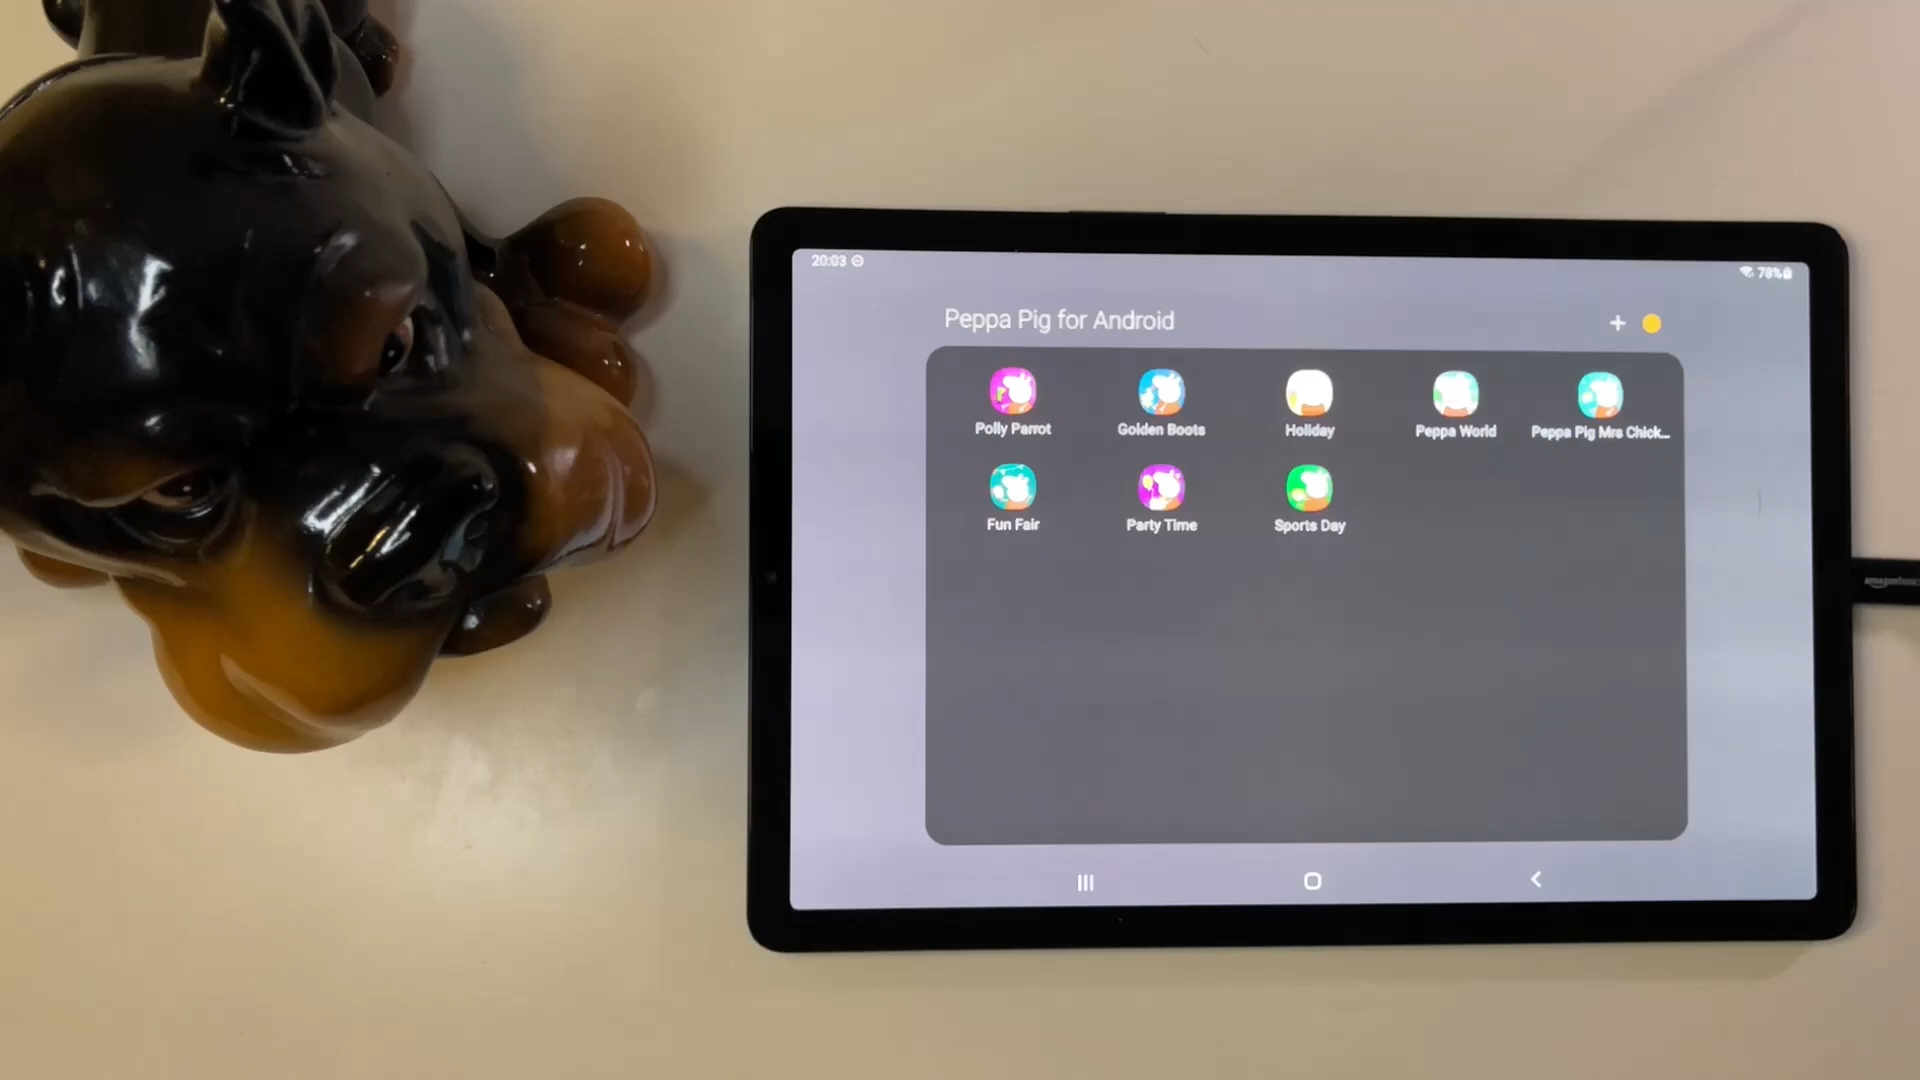 20:03
78%
Peppa Pig for Android
Polly Parrot
Golden Boots
Holiday
Peppa World
Peppa Pig Mrs Chick...
Fun Fair
Party Time
Sports Day
amazonbasics